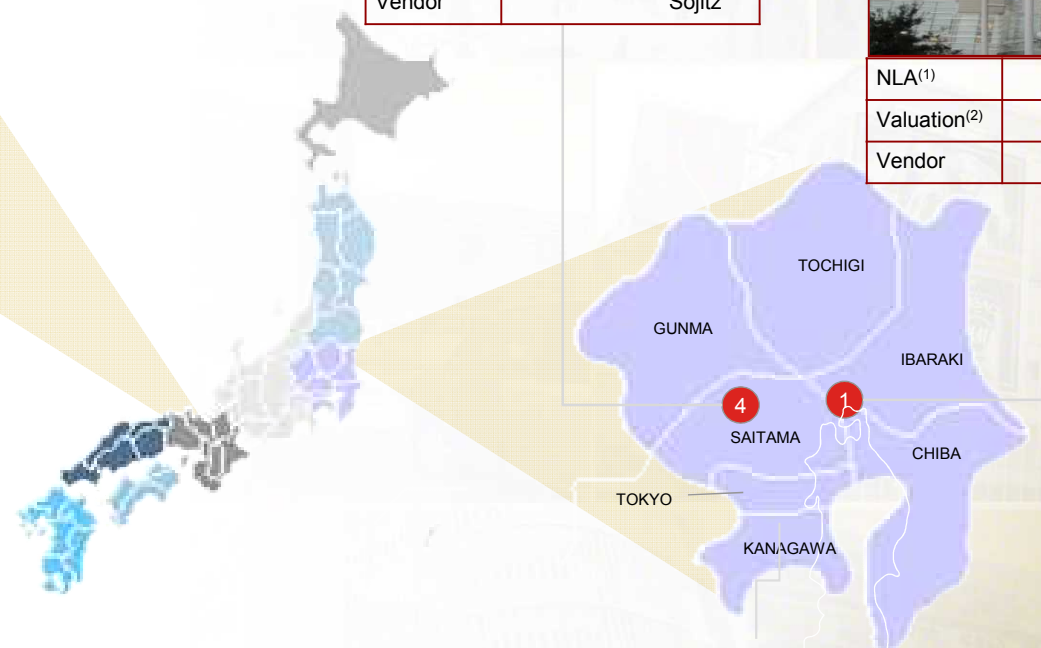 Vendor Sojitz
NLA(1)
Valuation(2)
Vendor
TOCHIGI
GUNMA
IBARAKI
4
1
SAITAMA
CHIBA
TOKYO
KANAGAWA